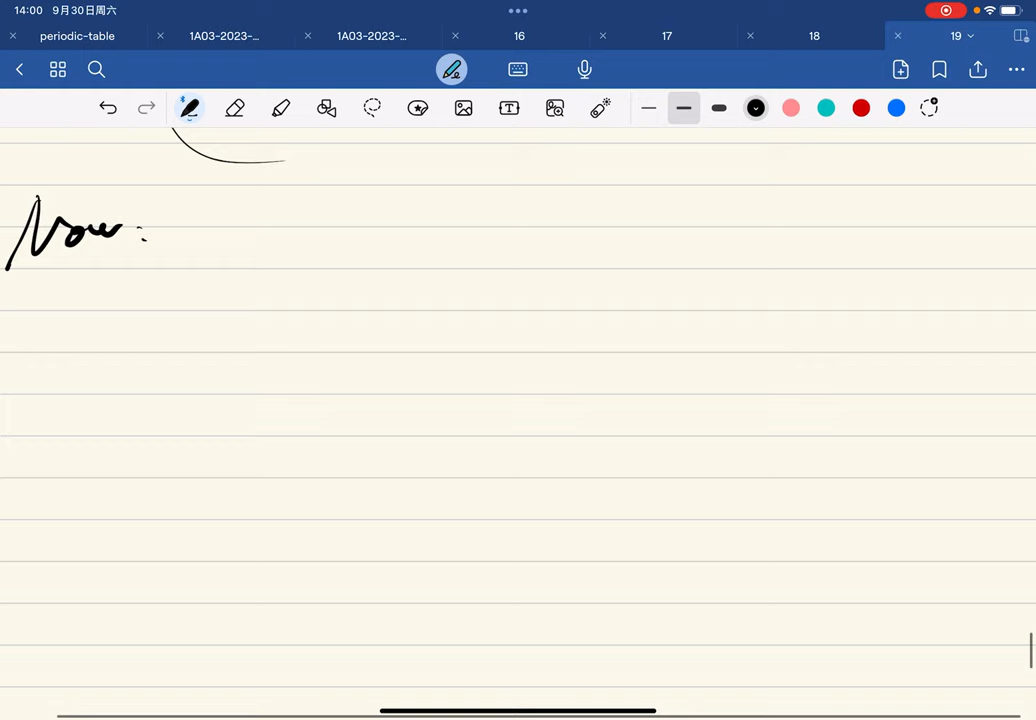 14:00 9月30日周六
periodic-table 1A03-2023-... 1A03-2023-... 16 17 18 19
Now: